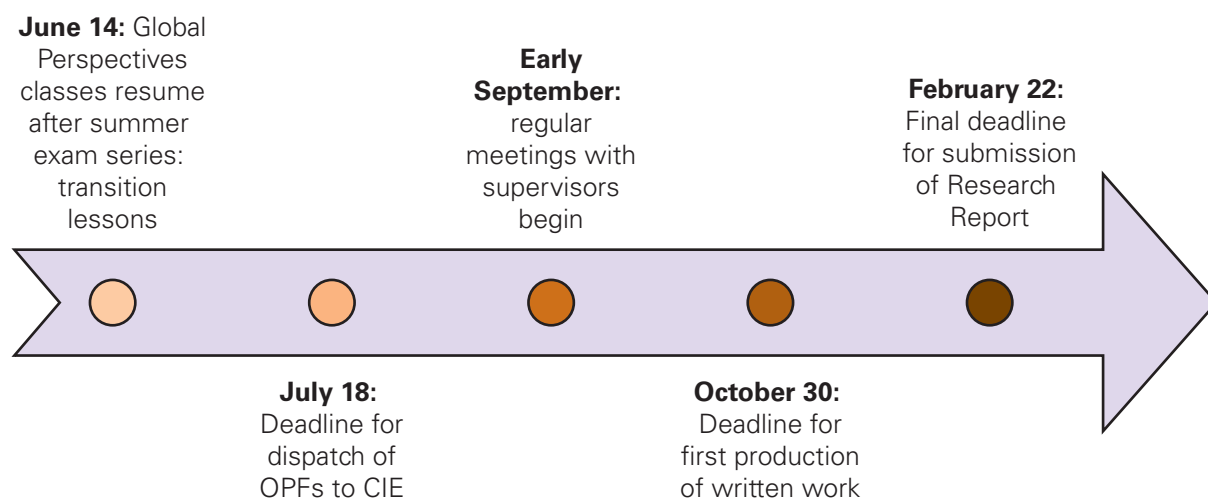 June 14: Global
Perspectives
classes resume
after summer
exam series:
transition
lessons
July 18:
Deadline for
dispatch of
OPFs to CIE
Early
September:
regular
meetings with
supervisors
begin
October 30:
Deadline for
first production
of written work
February 22:
Final deadline
for submission
of Research
Report